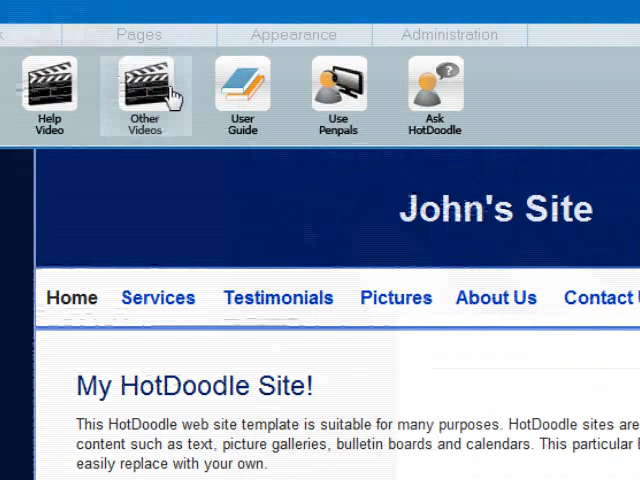 Pages Appearance Administration
Help Video
Other Videos
User Guide
Use Penpals
Ask HotDoodle
John's Site
Home Services Testimonials Pictures About Us Contact
My HotDoodle Site!
This HotDoodle web site template is suitable for many purposes. HotDoodle sites are
content such as text, picture galleries, bulletin boards and calendars. This particular
easily replace with your own.